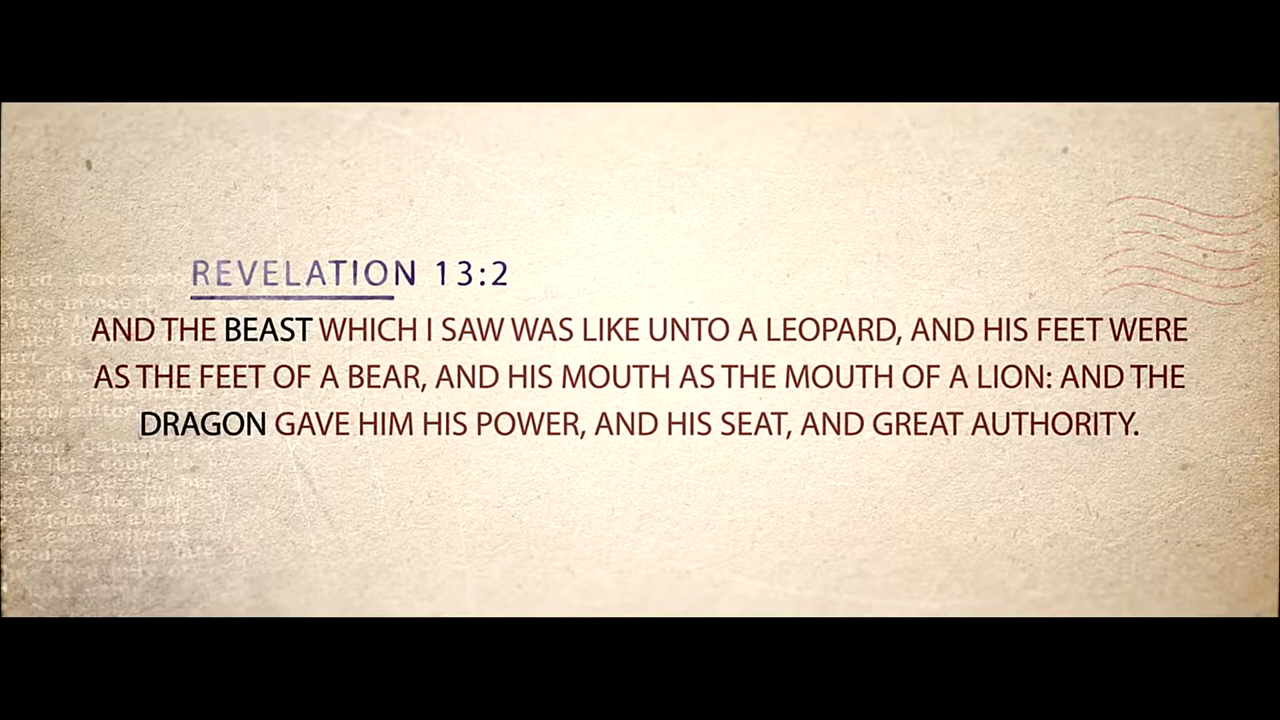 REVELATION 13:2
AND THE BEAST WHICH I SAW WAS LIKE UNTO A LEOPARD, AND HIS FEET WERE
AS THE FEET OF A BEAR, AND HIS MOUTH AS THE MOUTH OF A LION: AND THE
DRAGON GAVE HIM HIS POWER, AND HIS SEAT, AND GREAT AUTHORITY.